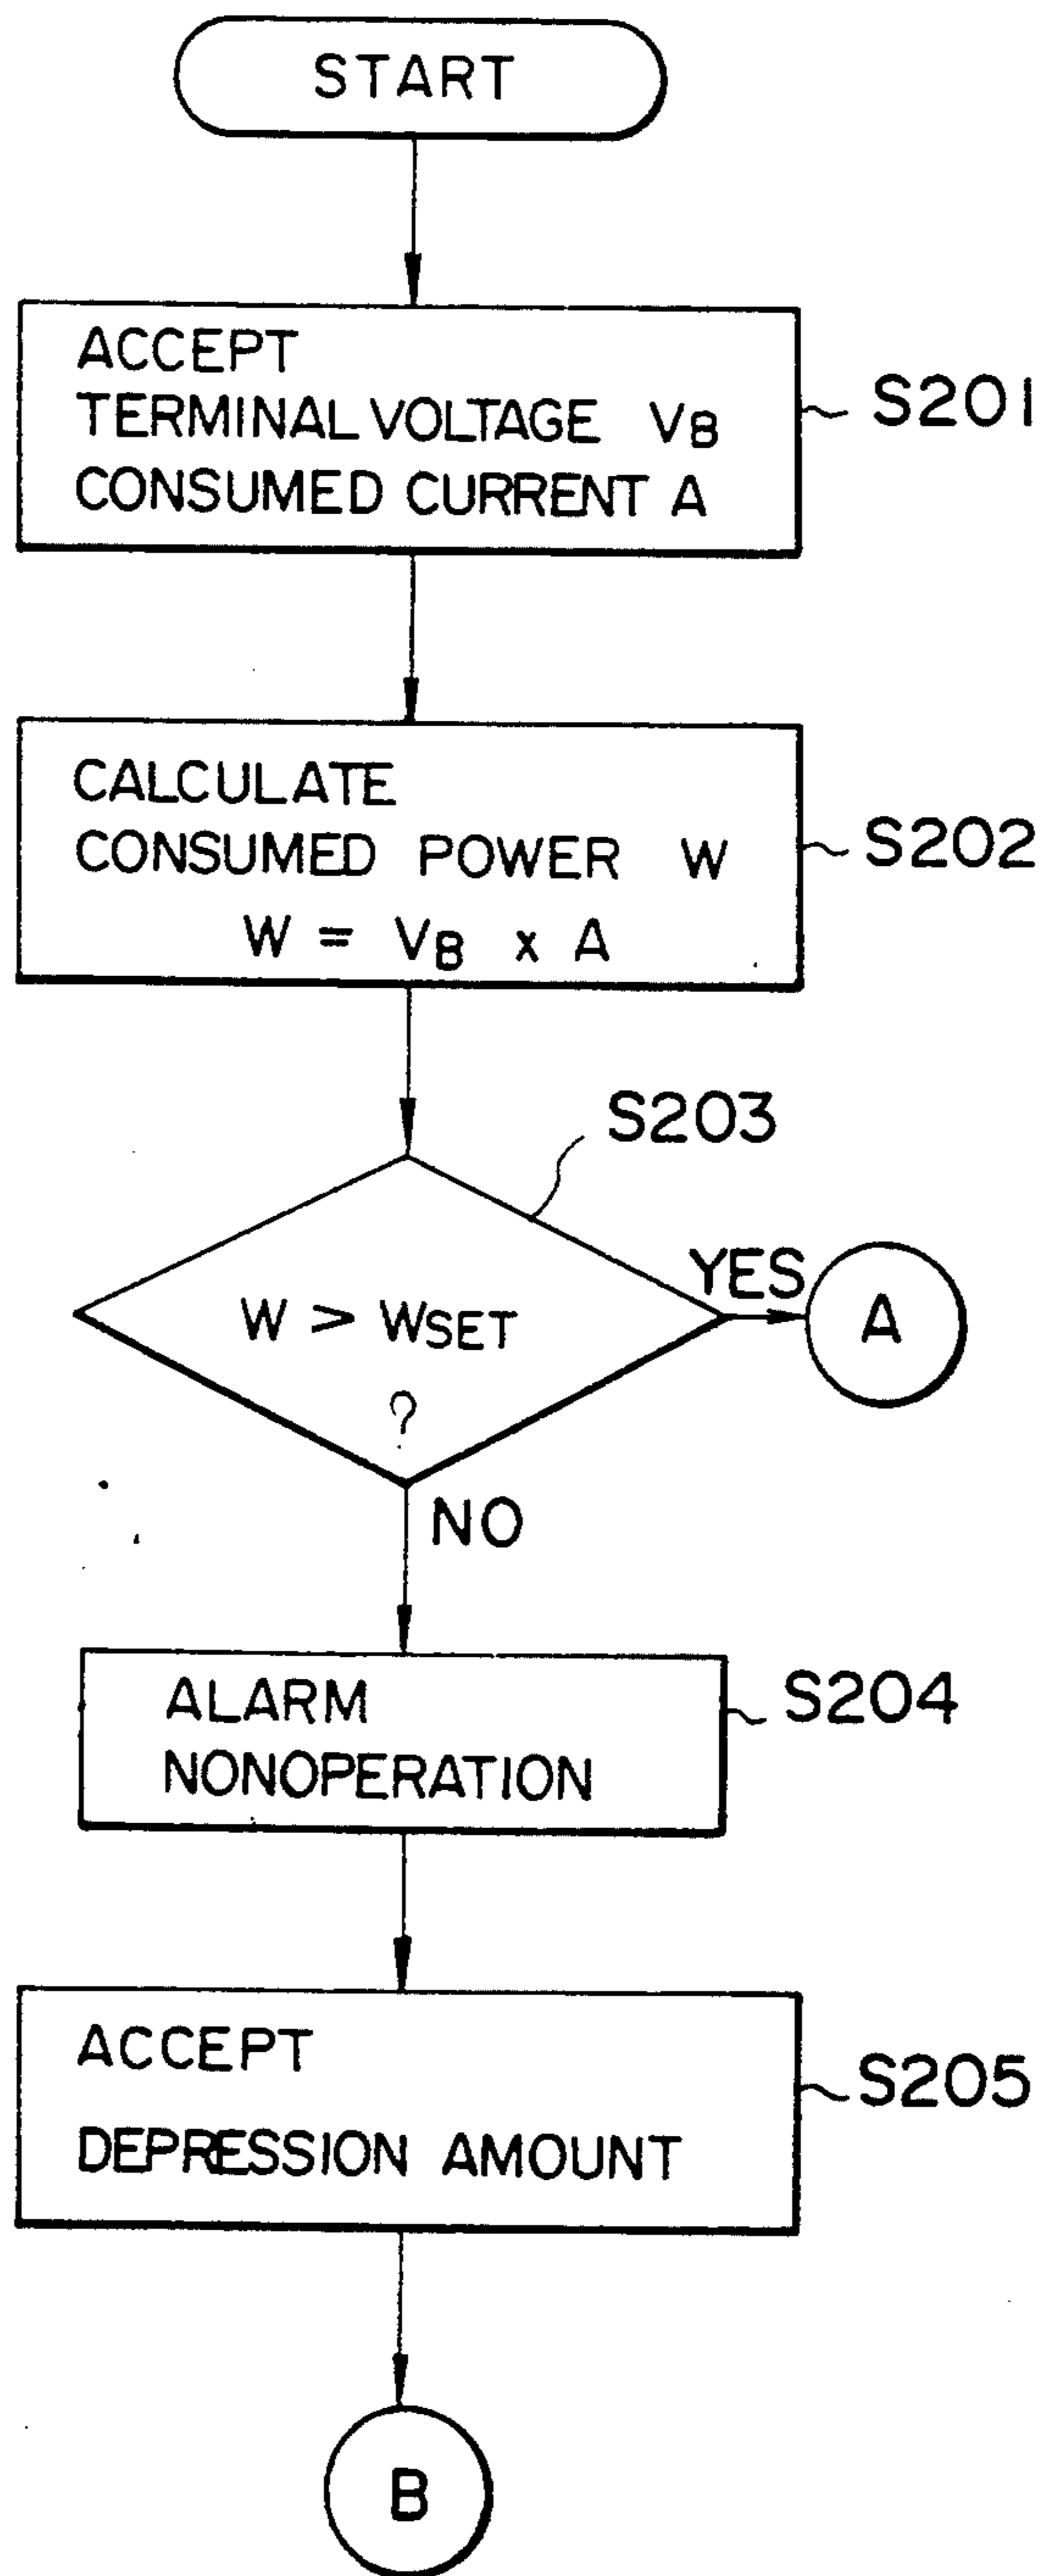 START
ACCEPT
TERMINAL VOLTAGE VB
CONSUMED CURRENT A
S201
CALCULATE
CONSUMED POWER W
W = VB x A
S202
S203
W > WSET
?
YES
A
NO
ALARM
NONOPERATION
S204
ACCEPT
DEPRESSION AMOUNT
S205
B